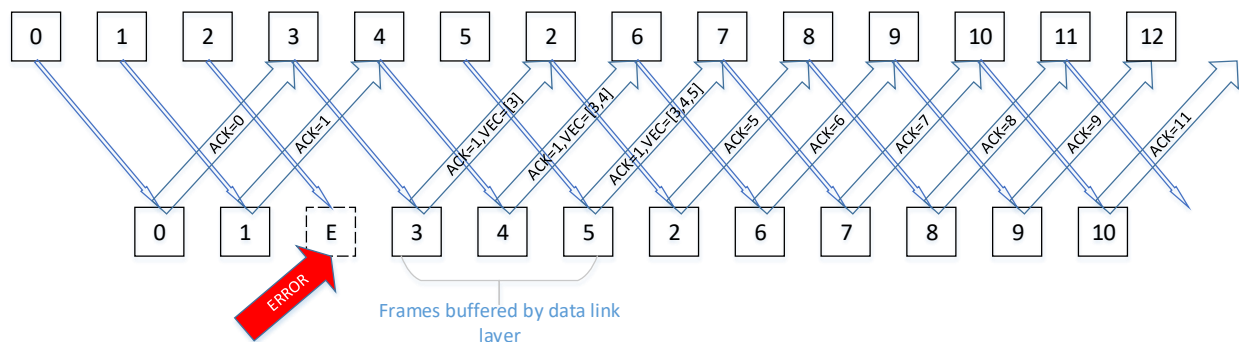 0 1 2 3 4 5 2 6 7 8 9 10 11 12
ACK=0
ACK=1
ACK=1,VEC=[3]
ACK=1,VEC=[3,4]
ACK=1,VEC=[3,4,5]
ACK=5
ACK=6
ACK=7
ACK=8
ACK=9
ACK=11
0 1 E 3 4 5 2 6 7 8 9 10
ERROR
Frames buffered by data link
layer